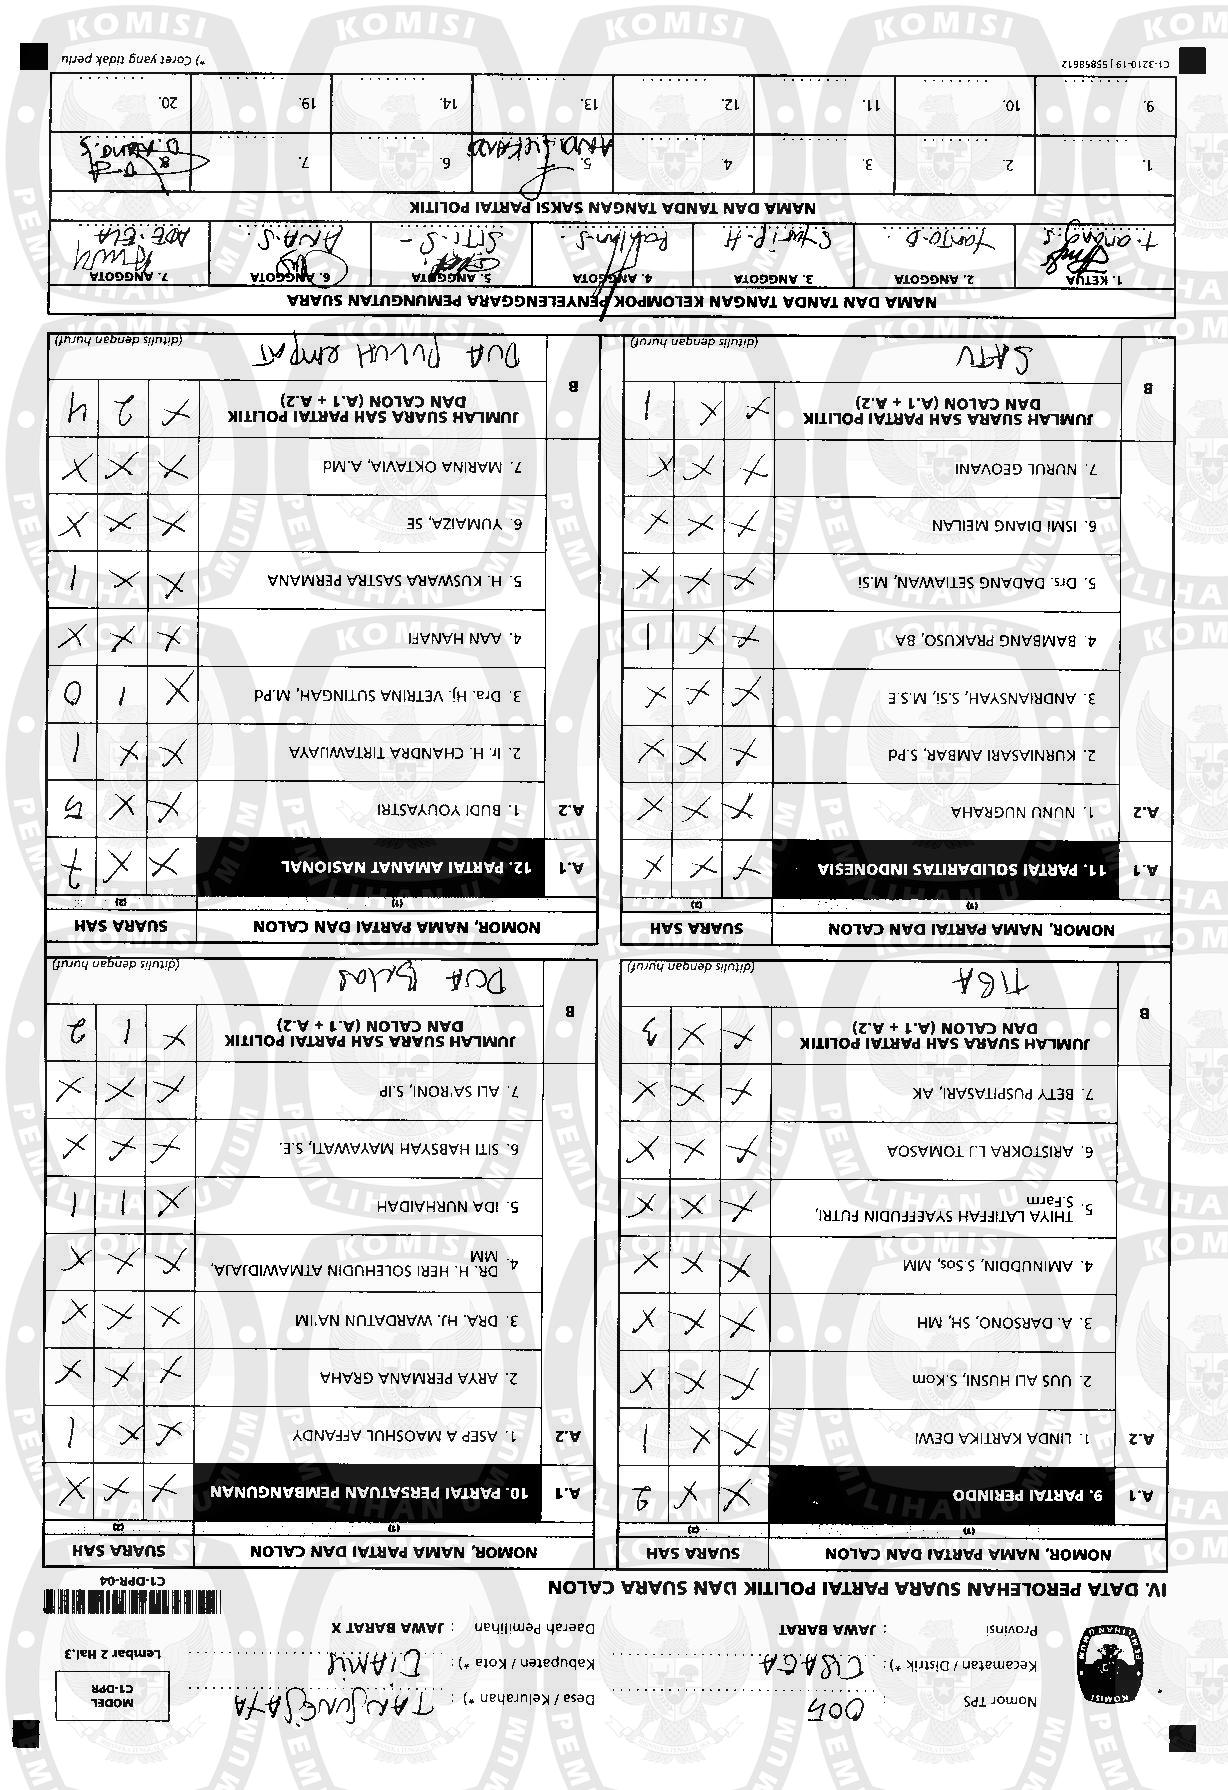 Nomor TPS : 005
Kecamatan / Distrik *) : CISAGA
Provinsi : JAWA BARAT
Desa / Kelurahan *) : TANJUNGJAYA
Kabupaten / Kota *) : CIAMIS
Daerah Pemilihan : JAWA BARAT X
MODEL
C1-DPR
Lembar 2 Hal.3
KOMISI
PEMILIHAN UMUM
IV. DATA PEROLEHAN SUARA PARTAI POLITIK DAN SUARA CALON
C1-DPR-04
NOMOR, NAMA PARTAI DAN CALON SUARA SAH
(1) (2)
A.1 9. PARTAI PERINDO X X 2
A.2 1. LINDA KARTIKA DEWI X X 1
2. UUS ALI HUSNI, S.Kom X X X
3. A. DARSONO, SH, MH X X X
4. AMINUDDIN, S.Sos, MM X X X
5. THIYA LATIFFAH SYAEFFUDIN FUTRI, S.Farm X X X
6. ARISTOKRA L.J TOMASOA X X X
7. BETY PUSPITASARI, AK X X X
B JUMLAH SUARA SAH PARTAI POLITIK
DAN CALON (A.1 + A.2) X X 3
TIGA
(ditulis dengan huruf)
NOMOR, NAMA PARTAI DAN CALON SUARA SAH
(1) (2)
A.1 10. PARTAI PERSATUAN PEMBANGUNAN X X X
A.2 1. ASEP A MAOSHUL AFFANDY X X 1
2. ARYA PERMANA GRAHA X X X
3. DRA. HJ. WARDATUN NA'IM X X X
4. DR. H. HERI SOLEHUDIN ATMAWIDJAJA, MM X X X
5. IDA NURHAIDAH X 1 1
6. SITI HABSYAH MAYAWATI, S.E. X X X
7. ALI SA'RONI, S.IP X X X
B JUMLAH SUARA SAH PARTAI POLITIK
DAN CALON (A.1 + A.2) X 1 2
DUA Belas
(ditulis dengan huruf)
NOMOR, NAMA PARTAI DAN CALON SUARA SAH
(1) (2)
A.1 11. PARTAI SOLIDARITAS INDONESIA X X X
A.2 1. NUNU NUGRAHA X X X
2. KURNIASARI AMBAR, S.Pd X X X
3. ANDRIANSYAH, S.Si, M.S.E X X X
4. BAMBANG PRAKUSO, BA X X 1
5. Drs. DADANG SETIAWAN, M.Si X X X
6. ISMI DIANG MEILAN X X X
7. NURUL GEOVANI X X X
B JUMLAH SUARA SAH PARTAI POLITIK
DAN CALON (A.1 + A.2) X X 1
SATU
(ditulis dengan huruf)
NOMOR, NAMA PARTAI DAN CALON SUARA SAH
(1) (2)
A.1 12. PARTAI AMANAT NASIONAL X X 7
A.2 1. BUDI YOUYASTRI X X 5
2. Ir. H. CHANDRA TIRTAWIJAYA X X 1
3. Dra. Hj. VETRINA SUTINGAH, M.Pd X 1 0
4. AAN HANAFI X X X
5. H. KUSWARA SASTRA PERMANA X X 1
6. YUMAIZA, SE X X X
7. MARINA OKTAVIA, A.Md X X X
B JUMLAH SUARA SAH PARTAI POLITIK
DAN CALON (A.1 + A.2) X 2 4
DUA PULUH EMPAT
(ditulis dengan huruf)
NAMA DAN TANDA TANGAN KELOMPOK PENYELENGGARA PEMUNGUTAN SUARA
1. KETUA 2. ANGGOTA 3. ANGGOTA 4. ANGGOTA 5. ANGGOTA 6. ANGGOTA 7. ANGGOTA
T. anang.S YANTO.D Syarip.H SITI.S ANA.S. ADE.ELA
NAMA DAN TANDA TANGAN SAKSI PARTAI POLITIK
1. 2. 3. 4. 5. 6. 7. 8
9. 10. 11. 12. 13. 14. 19. 20.
C1-3210-19 | 55858612
*) Coret yang tidak perlu